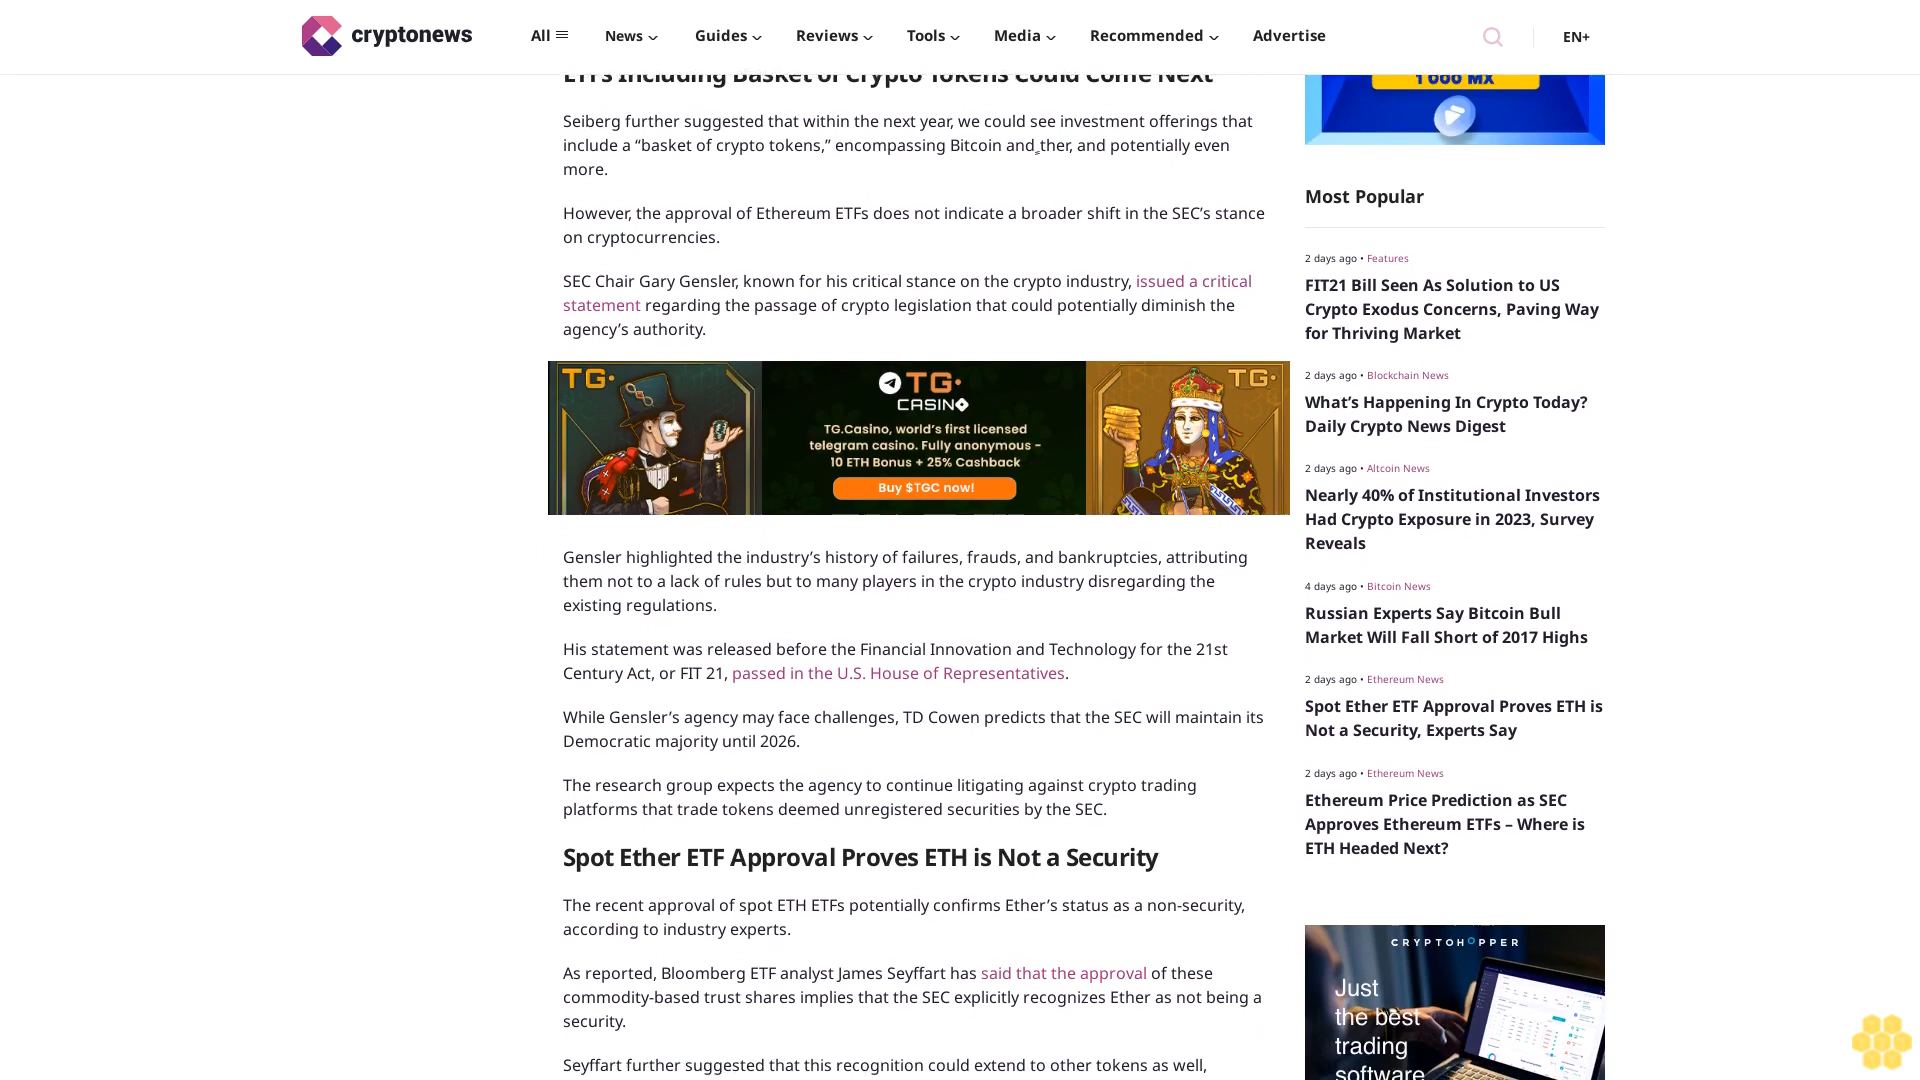 cryptonews
All
News
Guides
Reviews
Tools
Media
Recommended
Advertise
EN+
ETFs Including Basket of Crypto Tokens Could Come Next
Seiberg further suggested that within the next year, we could see investment offerings that
include a “basket of crypto tokens,” encompassing Bitcoin and ther, and potentially even
more.
However, the approval of Ethereum ETFs does not indicate a broader shift in the SEC’s stance
on cryptocurrencies.
SEC Chair Gary Gensler, known for his critical stance on the crypto industry, issued a critical
statement regarding the passage of crypto legislation that could potentially diminish the
agency’s authority.
TG·
TG·
CASINO
TG.Casino, world’s first licensed
telegram casino. Fully anonymous –
10 ETH Bonus + 25% Cashback
Buy $TGC now!
TG·
Gensler highlighted the industry’s history of failures, frauds, and bankruptcies, attributing
them not to a lack of rules but to many players in the crypto industry disregarding the
existing regulations.
His statement was released before the Financial Innovation and Technology for the 21st
Century Act, or FIT 21, passed in the U.S. House of Representatives.
While Gensler’s agency may face challenges, TD Cowen predicts that the SEC will maintain its
Democratic majority until 2026.
The research group expects the agency to continue litigating against crypto trading
platforms that trade tokens deemed unregistered securities by the SEC.
Spot Ether ETF Approval Proves ETH is Not a Security
The recent approval of spot ETH ETFs potentially confirms Ether’s status as a non-security,
according to industry experts.
As reported, Bloomberg ETF analyst James Seyffart has said that the approval of these
commodity-based trust shares implies that the SEC explicitly recognizes Ether as not being a
security.
Seyffart further suggested that this recognition could extend to other tokens as well,
1 000 MX
Most Popular
2 days ago • Features
FIT21 Bill Seen As Solution to US
Crypto Exodus Concerns, Paving Way
for Thriving Market
2 days ago • Blockchain News
What’s Happening In Crypto Today?
Daily Crypto News Digest
2 days ago • Altcoin News
Nearly 40% of Institutional Investors
Had Crypto Exposure in 2023, Survey
Reveals
4 days ago • Bitcoin News
Russian Experts Say Bitcoin Bull
Market Will Fall Short of 2017 Highs
2 days ago • Ethereum News
Spot Ether ETF Approval Proves ETH is
Not a Security, Experts Say
2 days ago • Ethereum News
Ethereum Price Prediction as SEC
Approves Ethereum ETFs – Where is
ETH Headed Next?
CRYPTOHOPPER
Just
the best
trading
software